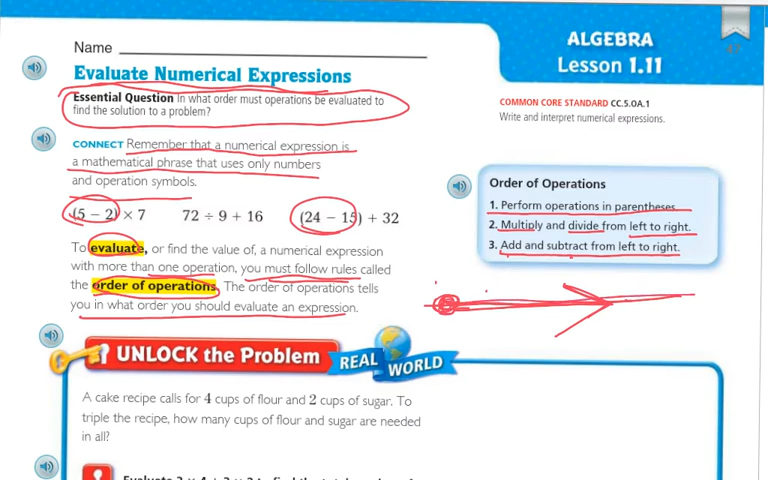 ALGEBRA
Lesson 1.11
Name
Evaluate Numerical Expressions
Essential Question In what order must operations be evaluated to
find the solution to a problem?
COMMON CORE STANDARD CC.5.OA.1
Write and interpret numerical expressions.
CONNECT Remember that a numerical expression is
a mathematical phrase that uses only numbers
and operation symbols.
(5 − 2) × 7 72 ÷ 9 + 16 (24 − 15) + 32
To evaluate, or find the value of, a numerical expression
with more than one operation, you must follow rules called
the order of operations. The order of operations tells
you in what order you should evaluate an expression.
Order of Operations
1. Perform operations in parentheses.
2. Multiply and divide from left to right.
3. Add and subtract from left to right.
UNLOCK the Problem
REAL
WORLD
A cake recipe calls for 4 cups of flour and 2 cups of sugar. To
triple the recipe, how many cups of flour and sugar are needed
in all?